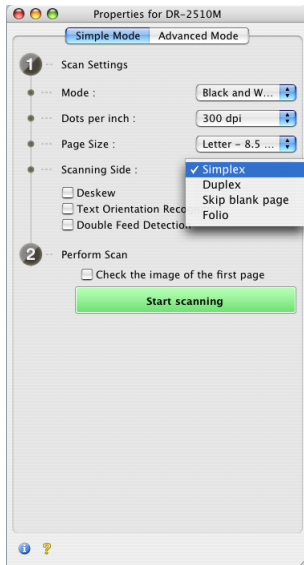 Properties for DR-2510M
Simple Mode Advanced Mode
1 Scan Settings
Mode : Black and W...
Dots per inch : 300 dpi
Page Size : Letter – 8.5 ...
Scanning Side : ✓ Simplex
Duplex
Deskew
Skip blank page
Text Orientation Reco
Folio
Double Feed Detection
2 Perform Scan
Check the image of the first page
Start scanning
i ?